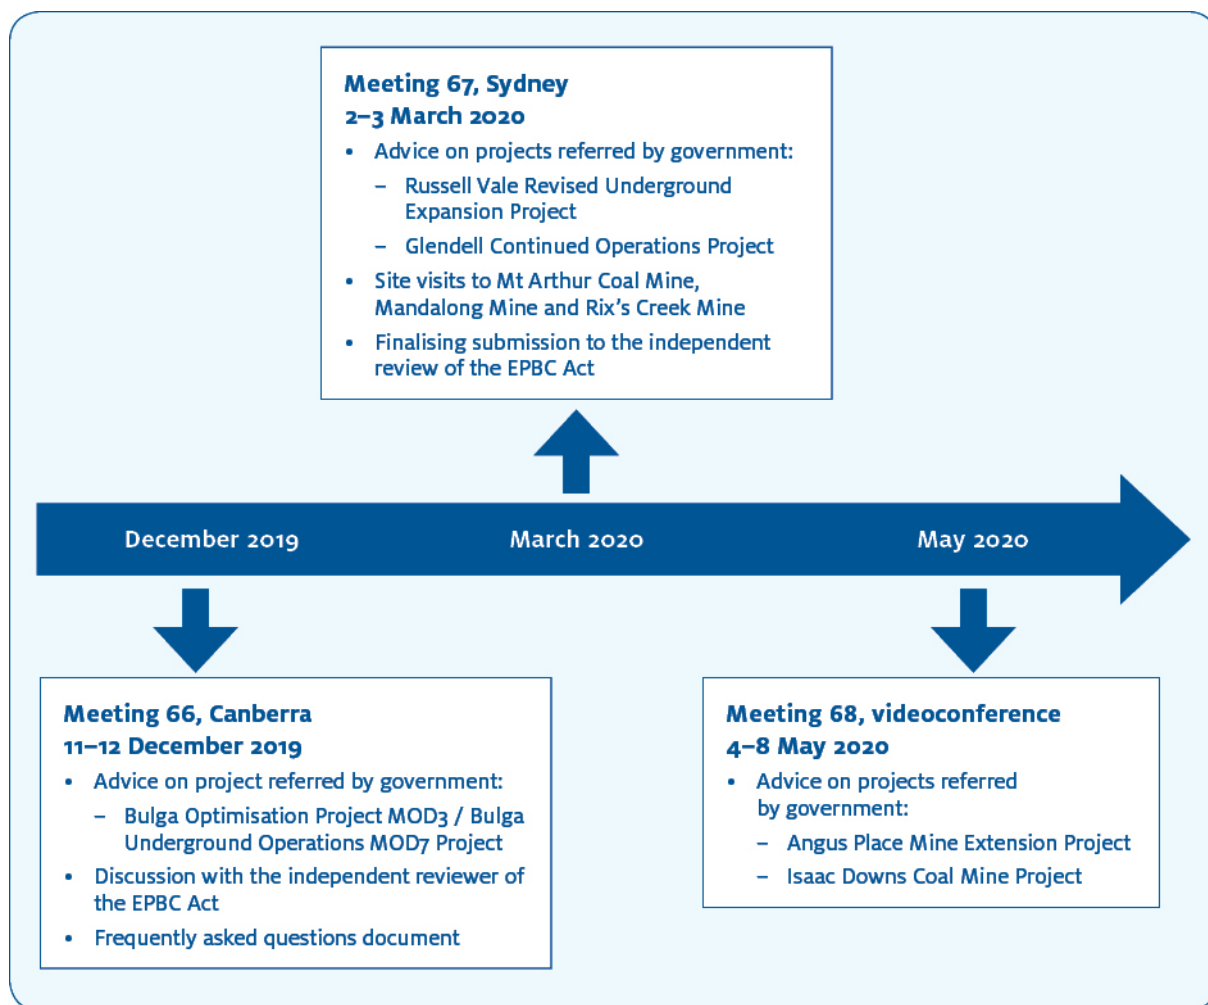 Meeting 67, Sydney
2–3 March 2020
• Advice on projects referred by government:
– Russell Vale Revised Underground
Expansion Project
– Glendell Continued Operations Project
• Site visits to Mt Arthur Coal Mine,
Mandalong Mine and Rix's Creek Mine
• Finalising submission to the independent
review of the EPBC Act
December 2019
March 2020
May 2020
Meeting 66, Canberra
11–12 December 2019
• Advice on project referred by government:
– Bulga Optimisation Project MOD3 / Bulga
Underground Operations MOD7 Project
• Discussion with the independent reviewer of
the EPBC Act
• Frequently asked questions document
Meeting 68, videoconference
4–8 May 2020
• Advice on projects referred
by government:
– Angus Place Mine Extension Project
– Isaac Downs Coal Mine Project